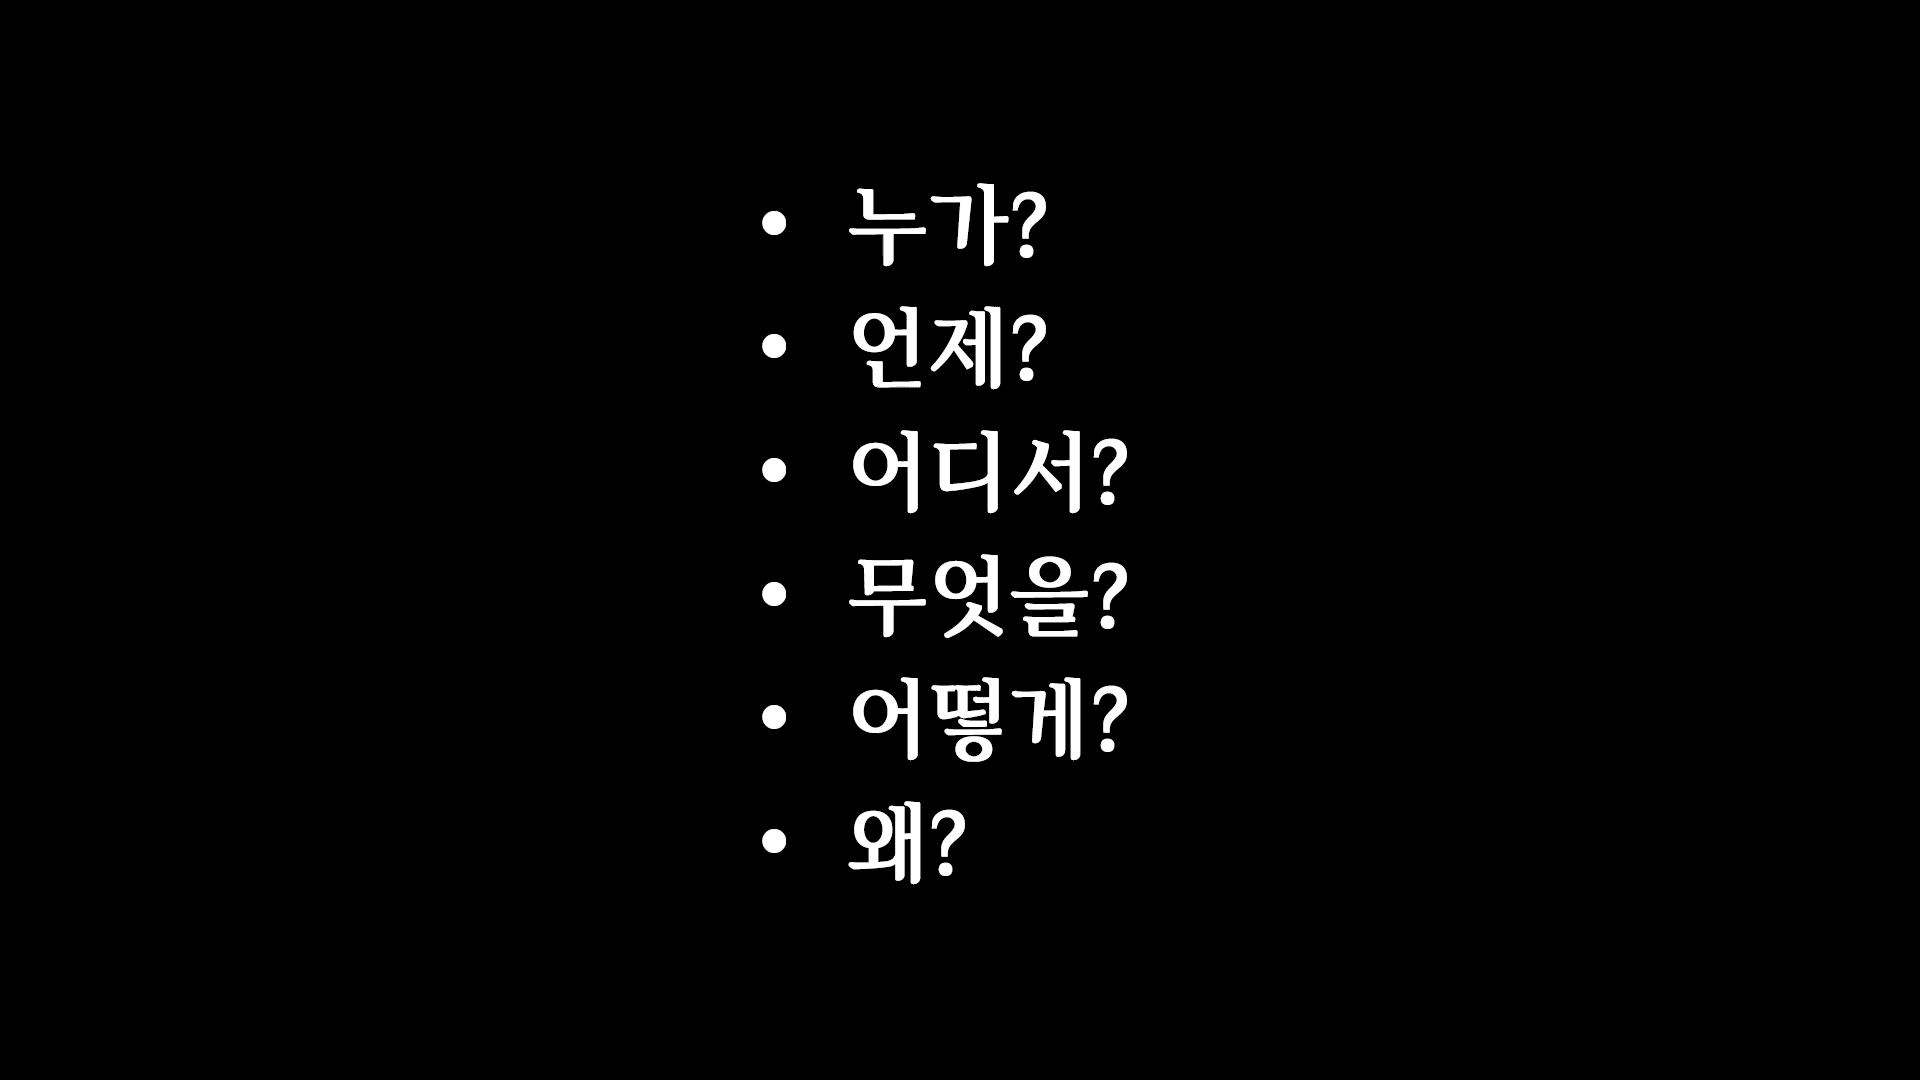 • 누가?
• 언제?
• 어디서?
• 무엇을?
• 어떻게?
• 왜?